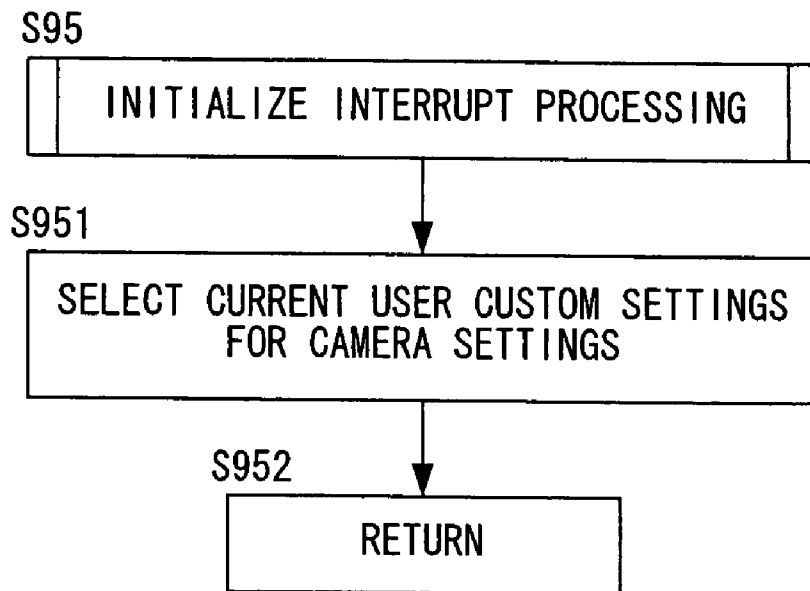 S95
INITIALIZE INTERRUPT PROCESSING
S951
SELECT CURRENT USER CUSTOM SETTINGS
FOR CAMERA SETTINGS
S952
RETURN